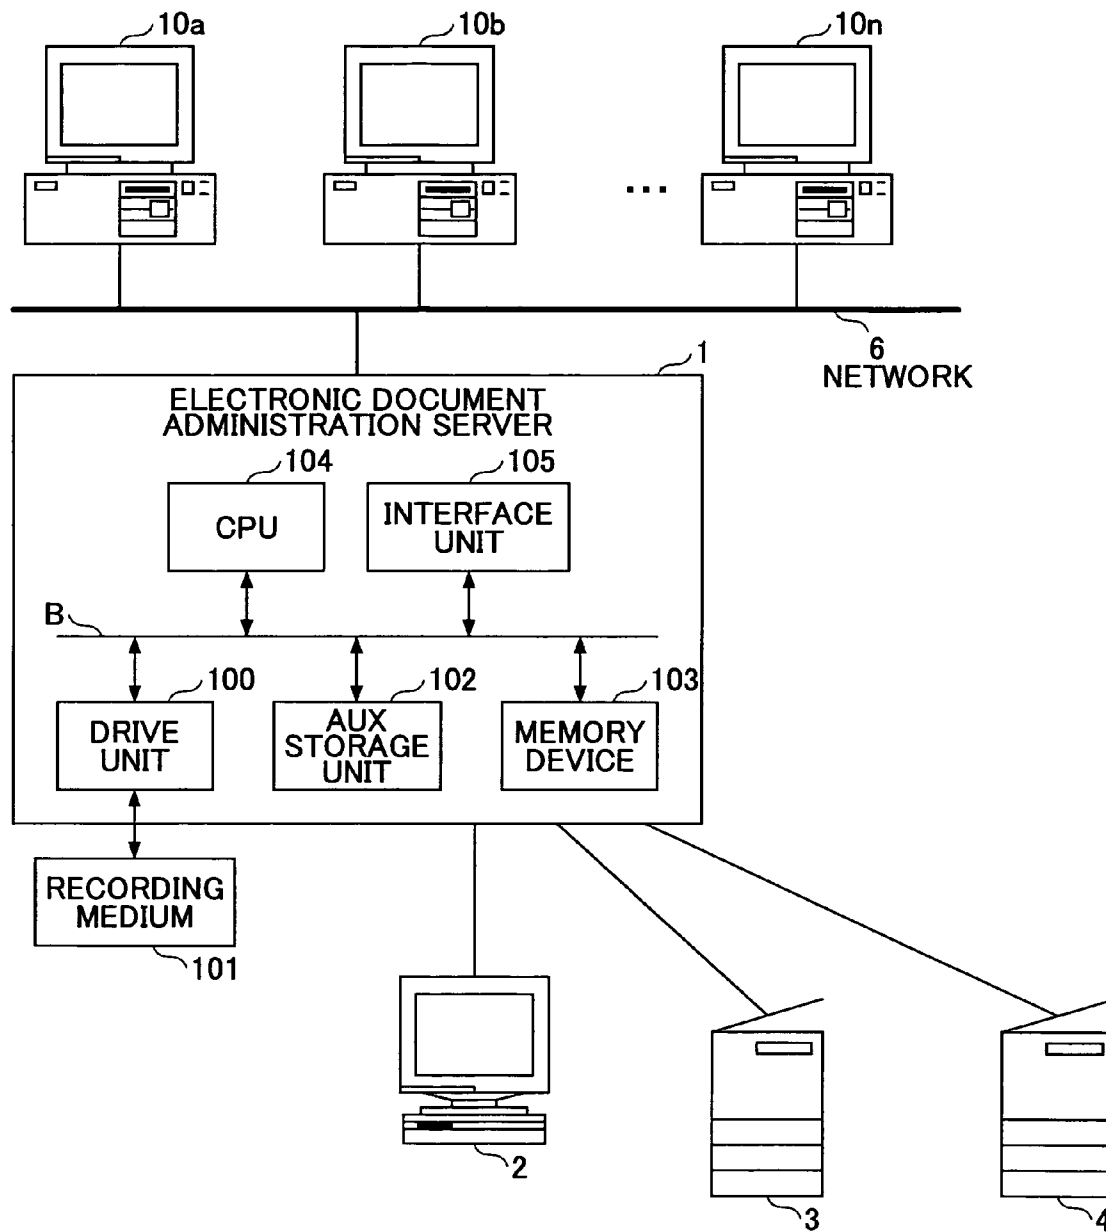 10a
10b
10n
...
6
NETWORK
1
ELECTRONIC DOCUMENT
ADMINISTRATION SERVER
104
105
CPU
INTERFACE
UNIT
B
100
102
103
DRIVE
UNIT
AUX
STORAGE
UNIT
MEMORY
DEVICE
RECORDING
MEDIUM
101
2
3
4